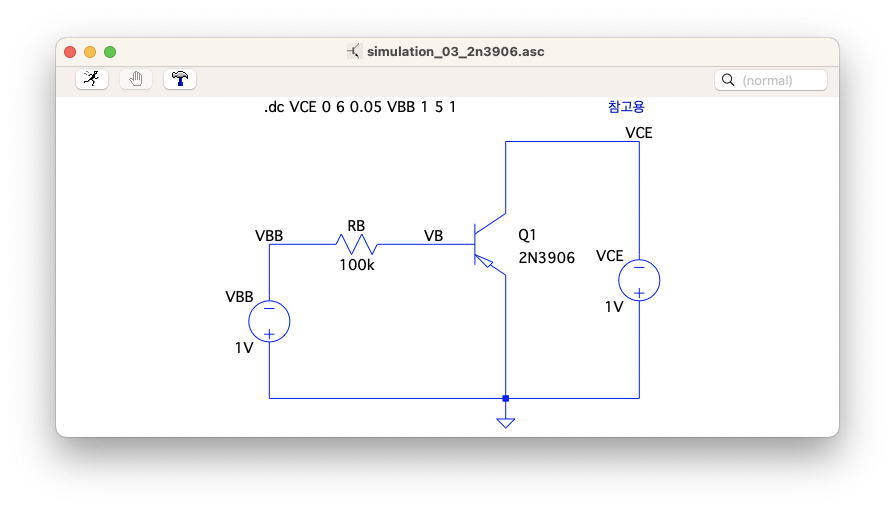 simulation_03_2n3906.asc
(normal)
.dc VCE 0 6 0.05 VBB 1 5 1
참고용
VCE
VBB
RB
VB
100k
Q1
2N3906
VCE
1V
VBB
1V